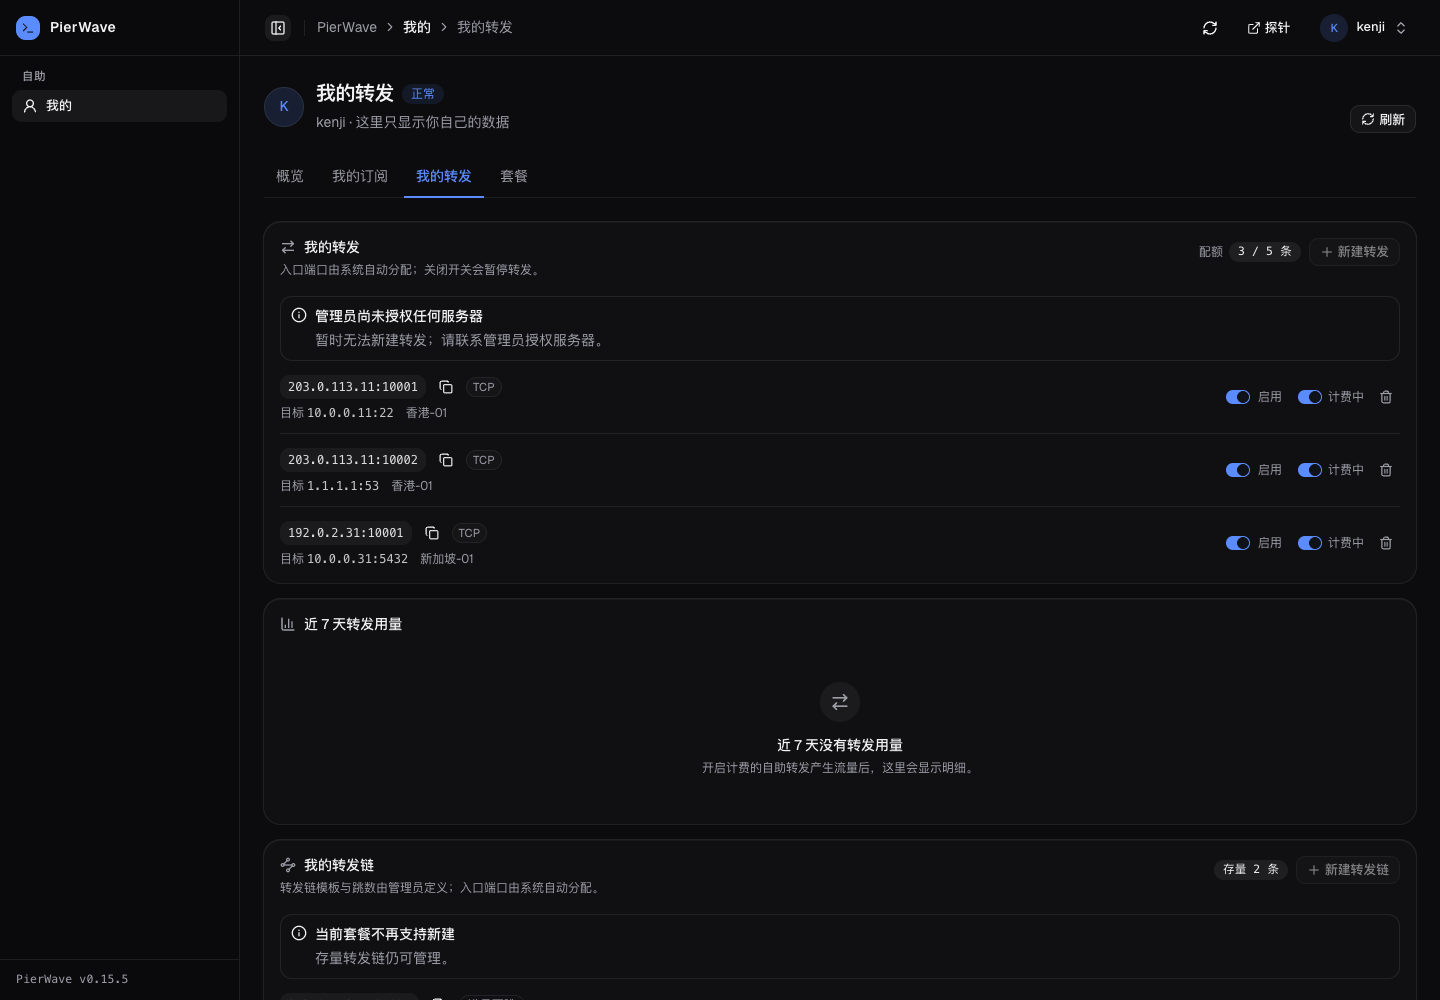 PierWave
PierWave > 我的 > 我的转发
探针
K
kenji
自助
我的
K
我的转发
正常
kenji · 这里只显示你自己的数据
刷新
概览
我的订阅
我的转发
套餐
我的转发
入口端口由系统自动分配；关闭开关会暂停转发。
配额
3 / 5 条
新建转发
管理员尚未授权任何服务器
暂时无法新建转发；请联系管理员授权服务器。
203.0.113.11:10001
TCP
目标 10.0.0.11:22 香港-01
启用
计费中
203.0.113.11:10002
TCP
目标 1.1.1.1:53 香港-01
启用
计费中
192.0.2.31:10001
TCP
目标 10.0.0.31:5432 新加坡-01
启用
计费中
近 7 天转发用量
近 7 天没有转发用量
开启计费的自助转发产生流量后，这里会显示明细。
我的转发链
转发链模板与跳数由管理员定义；入口端口由系统自动分配。
存量 2 条
新建转发链
当前套餐不再支持新建
存量转发链仍可管理。
PierWave v0.15.5